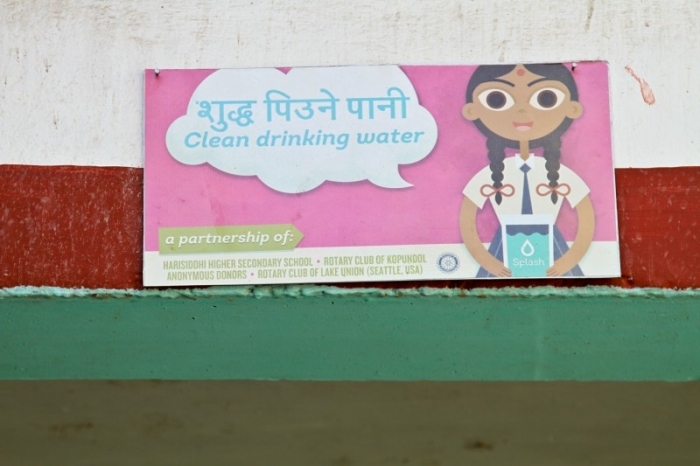 शुद्ध पिउने पानी
Clean drinking water
a partnership of:
HARISIDDHI HIGHER SECONDARY SCHOOL • ROTARY CLUB OF KOPUNDOL
ANONYMOUS DONORS • ROTARY CLUB OF LAKE UNION (SEATTLE, USA)
Splash